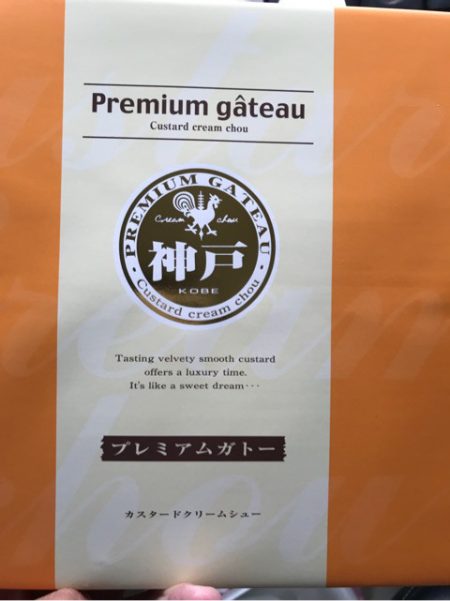 Premium gâteau
Custard cream chou
PREMIUM GATEAU
Cream chou
神戸
KOBE
Custard cream chou
Tasting velvety smooth custard
offers a luxury time.
It's like a sweet dream···
プレミアムガトー
カスタードクリームシュー